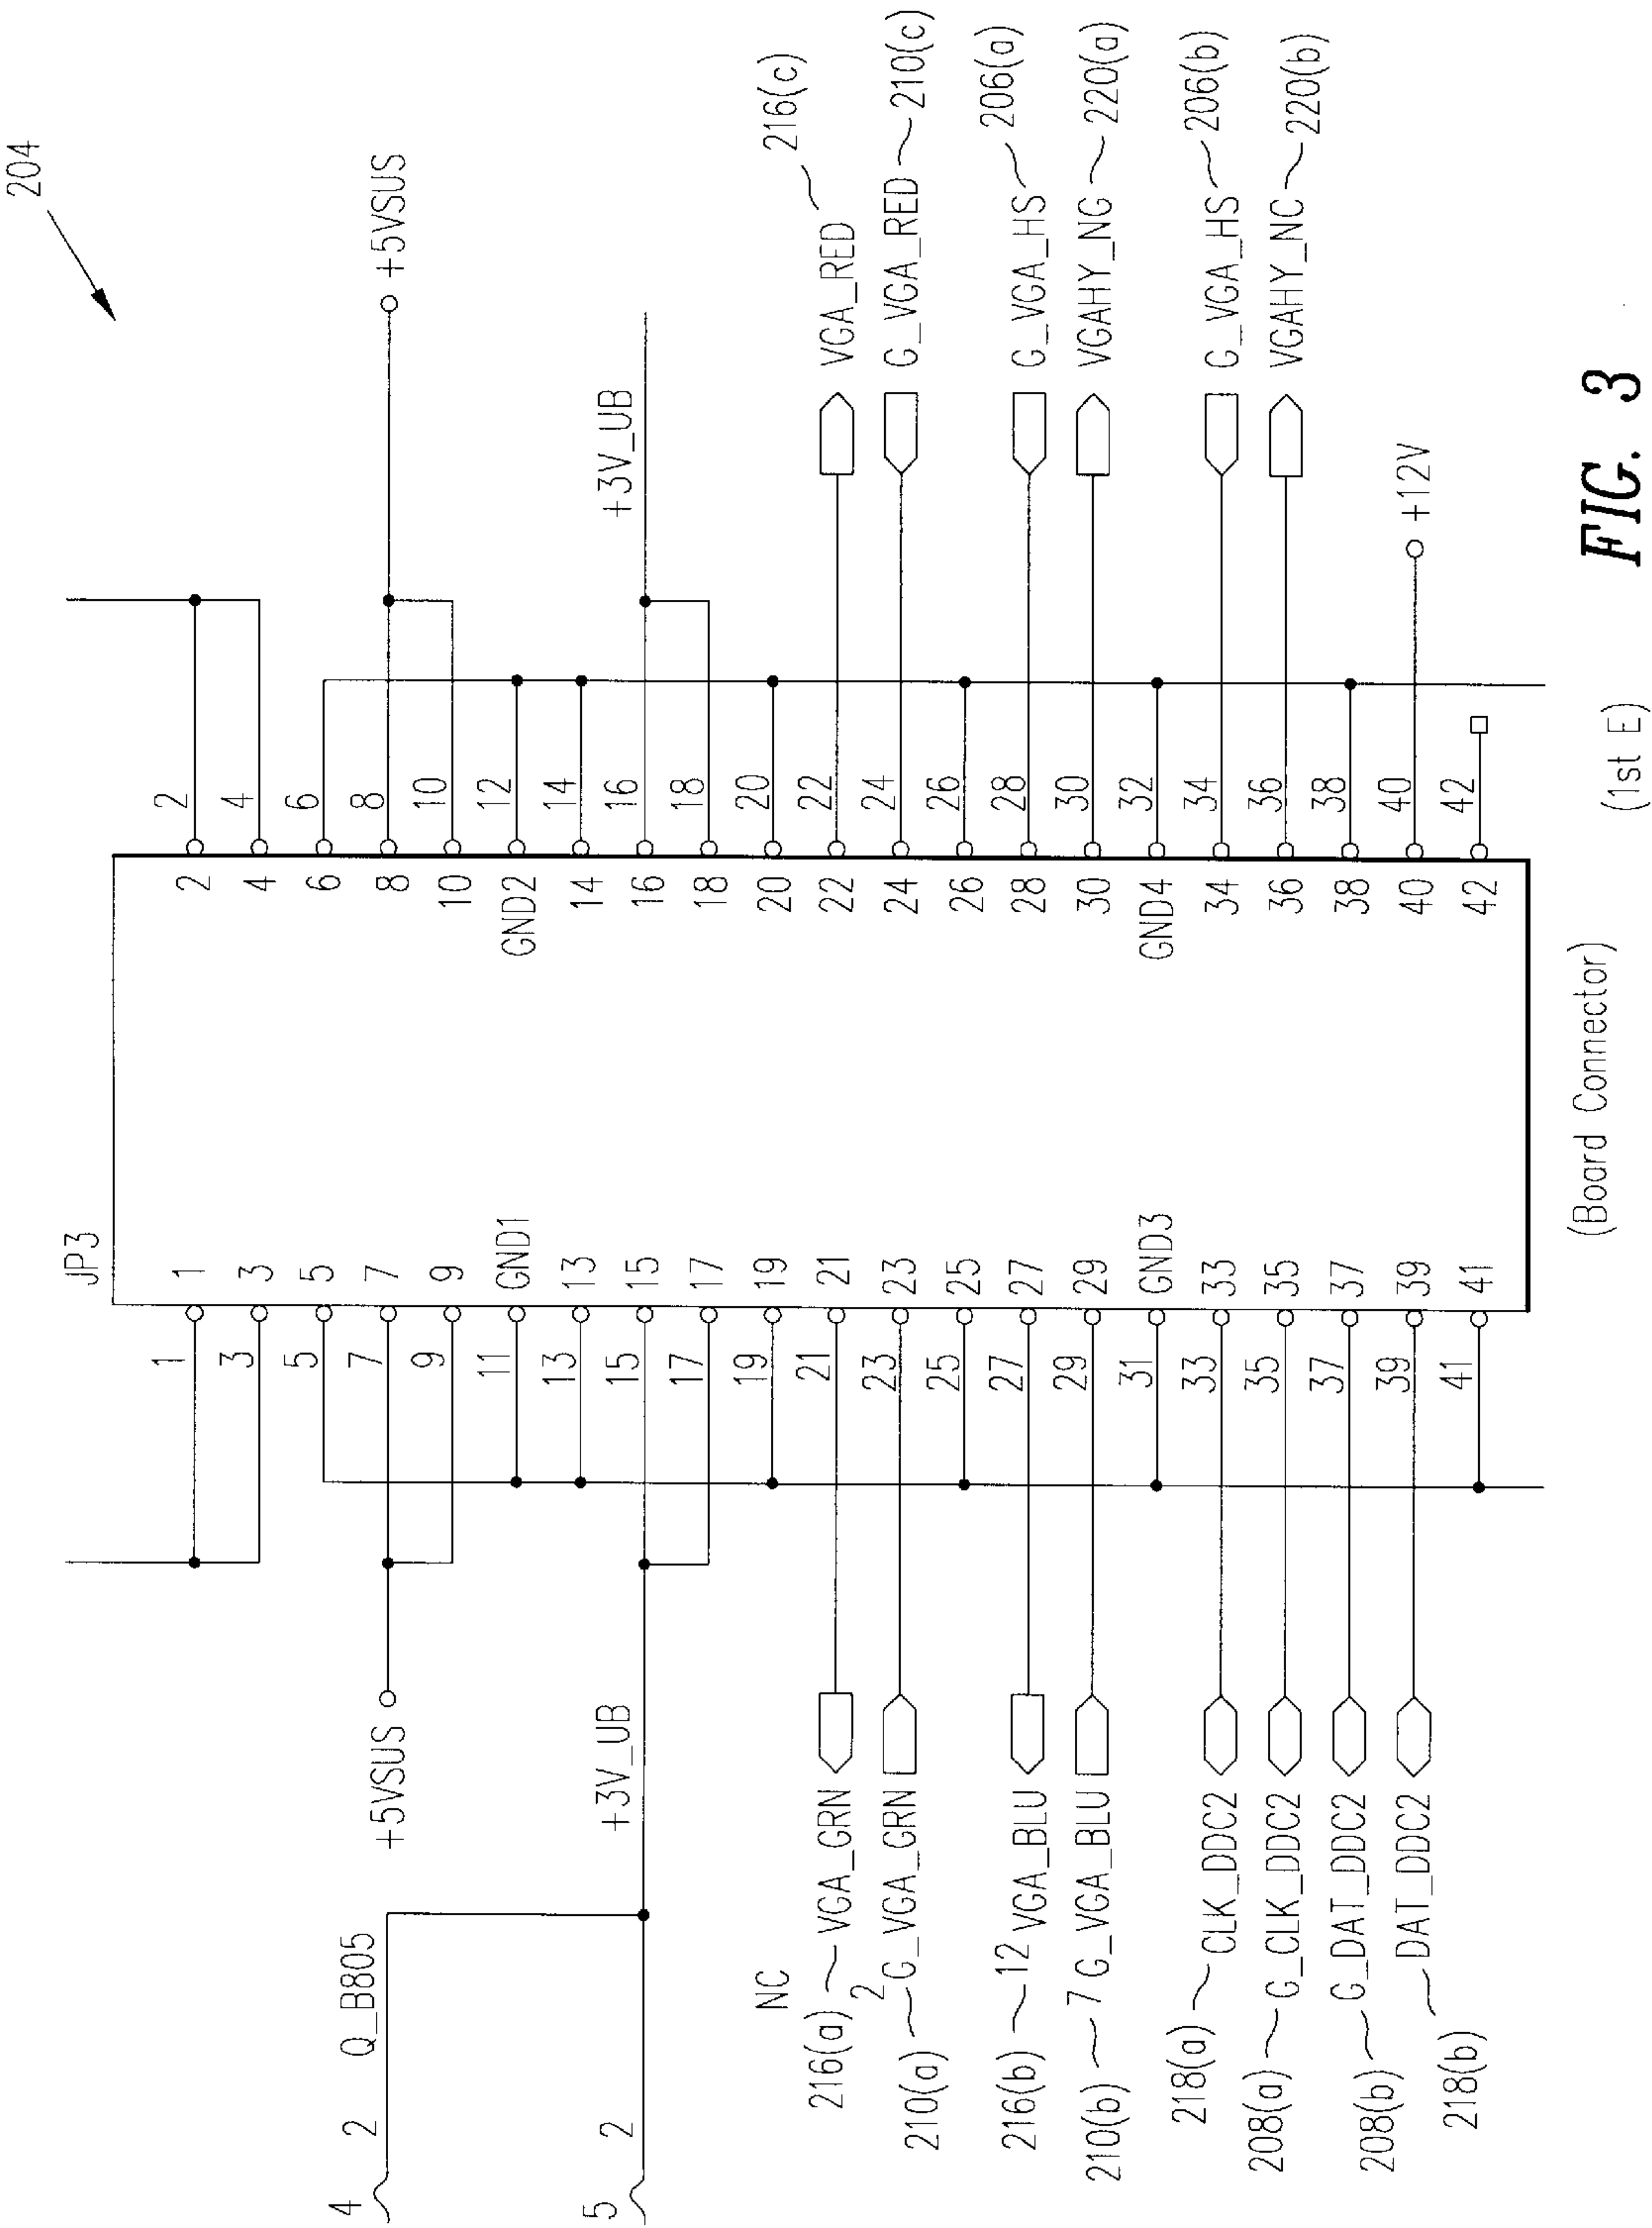 204
JP3
+5VSUS
+5VSUS
+3V_UB
+3V_UB
Q_B805
4
2
5
2
1
1
2
2
3
3
4
4
5
5
6
6
7
7
8
8
9
9
10
10
11
GND1
GND2
12
13
13
14
14
15
15
16
16
17
17
18
18
19
19
20
20
NC
216(a)
VGA_GRN
21
21
22
22
VGA_RED
216(c)
210(a)
2
G_VGA_GRN
23
23
24
24
G_VGA_RED
210(c)
25
25
26
26
216(b)
12
VGA_BLU
27
27
28
28
G_VGA_HS
206(a)
210(b)
7
G_VGA_BLU
29
29
30
30
VGAHY_NG
220(a)
31
GND3
GND4
32
218(a)
CLK_DDC2
33
33
34
34
G_VGA_HS
206(b)
208(a)
G_CLK_DDC2
35
35
36
36
VGAHY_NC
220(b)
208(b)
G_DAT_DDC2
37
37
38
38
218(b)
DAT_DDC2
39
39
40
40
+12V
41
41
42
42
(Board Connector)
(1st E)
FIG. 3